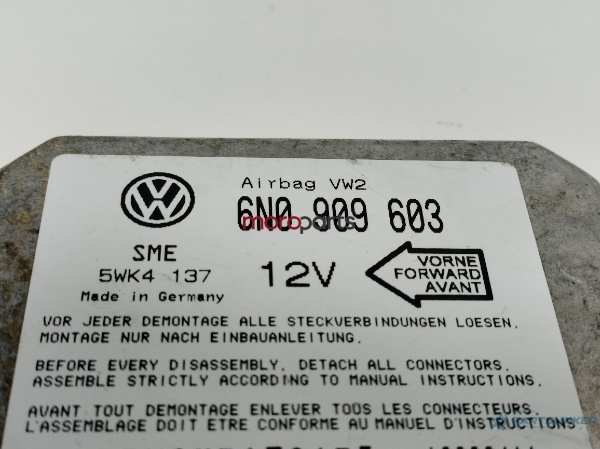 Airbag VW2
6N0 909 603
moroparts
SME
5WK4 137
Made in Germany
12V
VORNE
FORWARD
AVANT
VOR JEDER DEMONTAGE ALLE STECKVERBINDUNGEN LOESEN.
MONTAGE NUR NACH EINBAUANLEITUNG.
BEFORE EVERY DISASSEMBLY, DETACH ALL CONNECTORS.
ASSEMBLE STRICTLY ACCORDING TO MANUAL INSTRUCTIONS.
AVANT TOUT DEMONTAGE ENLEVER TOUS LES CONNECTEURS.
L'ASSEMBLAGE DOIT ETRE CONFORME AU MANUEL D'INSTRUCTIONS